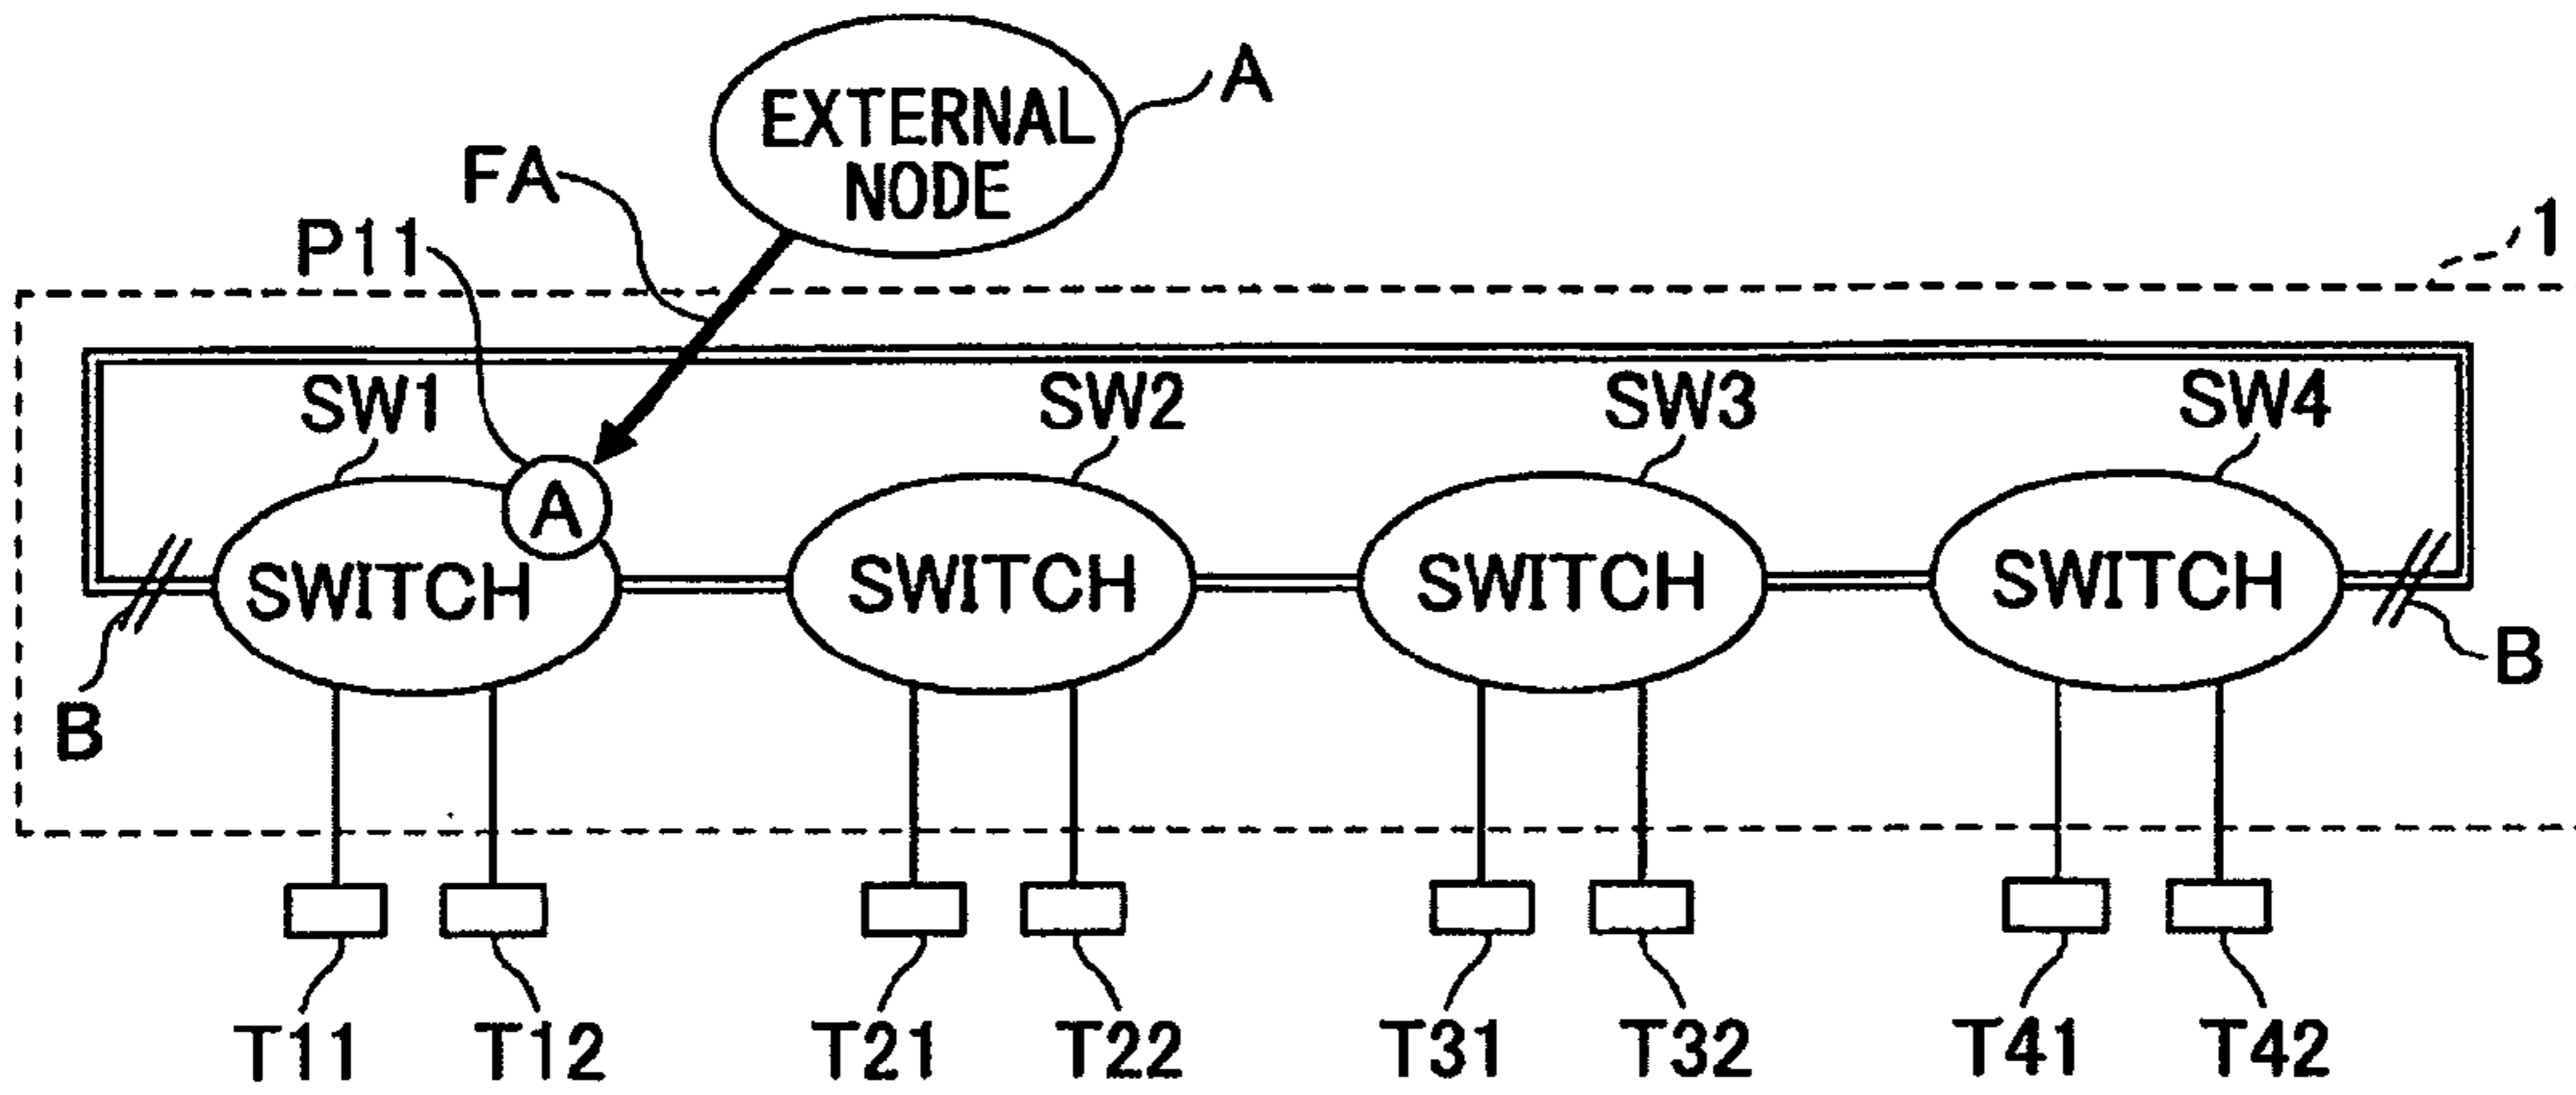 EXTERNAL
NODE
A
FA
P11
1
SW1
SW2
SW3
SW4
A
SWITCH
SWITCH
SWITCH
SWITCH
B
B
T11
T12
T21
T22
T31
T32
T41
T42